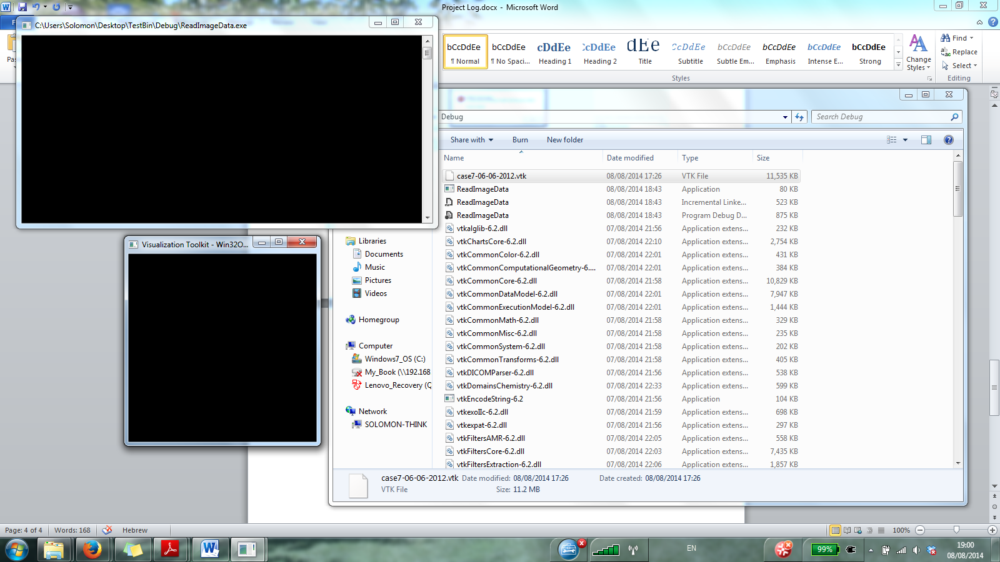 Project Log.docx - Microsoft Word
C:\Users\Solomon\Desktop\TestBin\Debug\ReadImageData.exe
bCcDdEe bCcDdEe cDdEe CcDdEe dEe CcDdEe bCcDdEe bCcDdEe bCcDdEe bCcDdEe
¶ Normal ¶ No Spaci... Heading 1 Heading 2 Title Subtitle Subtle Em... Emphasis Intense E... Strong
Change
Styles
Find
Replace
Select
Styles
Editing
Debug
Search Debug
Share with Burn New folder
Name Date modified Type Size
case7-06-06-2012.vtk 08/08/2014 17:26 VTK File 11,535 KB
ReadImageData 08/08/2014 18:43 Application 80 KB
ReadImageData 08/08/2014 18:43 Incremental Linke... 523 KB
ReadImageData 08/08/2014 18:43 Program Debug D... 875 KB
vtkalglib-6.2.dll 07/08/2014 21:56 Application extens... 232 KB
vtkChartsCore-6.2.dll 07/08/2014 22:10 Application extens... 2,754 KB
vtkCommonColor-6.2.dll 07/08/2014 22:01 Application extens... 431 KB
vtkCommonComputationalGeometry-6.... 07/08/2014 22:01 Application extens... 384 KB
vtkCommonCore-6.2.dll 07/08/2014 21:58 Application extens... 10,829 KB
vtkCommonDataModel-6.2.dll 07/08/2014 22:01 Application extens... 7,947 KB
vtkCommonExecutionModel-6.2.dll 07/08/2014 22:01 Application extens... 1,444 KB
vtkCommonMath-6.2.dll 07/08/2014 21:58 Application extens... 329 KB
vtkCommonMisc-6.2.dll 07/08/2014 21:58 Application extens... 235 KB
vtkCommonSystem-6.2.dll 07/08/2014 21:58 Application extens... 202 KB
vtkCommonTransforms-6.2.dll 07/08/2014 21:58 Application extens... 405 KB
vtkDICOMParser-6.2.dll 07/08/2014 21:56 Application extens... 538 KB
vtkDomainsChemistry-6.2.dll 07/08/2014 22:33 Application extens... 599 KB
vtkEncodeString-6.2 07/08/2014 21:56 Application 104 KB
vtkexoIIc-6.2.dll 07/08/2014 21:59 Application extens... 698 KB
vtkexpat-6.2.dll 07/08/2014 21:56 Application extens... 297 KB
vtkFiltersAMR-6.2.dll 07/08/2014 22:05 Application extens... 558 KB
vtkFiltersCore-6.2.dll 07/08/2014 22:03 Application extens... 7,435 KB
vtkFiltersExtraction-6.2.dll 07/08/2014 22:06 Application extens... 1,857 KB
Libraries
Documents
Music
Pictures
Videos
Homegroup
Computer
Windows7_OS (C:)
My_Book (\\192.168
Lenovo_Recovery (Q
Network
SOLOMON-THINK
Visualization Toolkit - Win32O...
case7-06-06-2012.vtk Date modified: 08/08/2014 17:26 Date created: 08/08/2014 17:26
VTK File Size: 11.2 MB
Page: 4 of 4 Words: 168 Hebrew 100%
EN 99% 19:00
08/08/2014